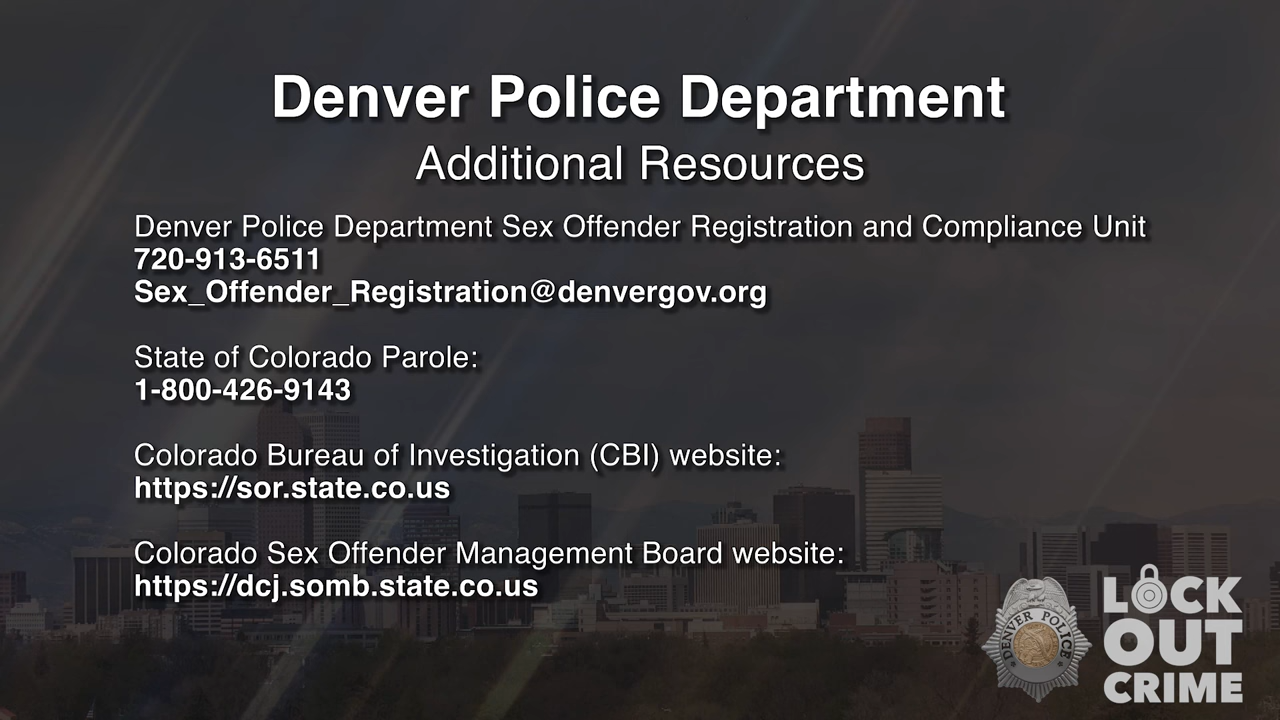 Denver Police Department
Additional Resources
Denver Police Department Sex Offender Registration and Compliance Unit
720-913-6511
Sex_Offender_Registration@denvergov.org
State of Colorado Parole:
1-800-426-9143
Colorado Bureau of Investigation (CBI) website:
https://sor.state.co.us
Colorado Sex Offender Management Board website:
https://dcj.somb.state.co.us
DENVER POLICE
LOCK
OUT
CRIME